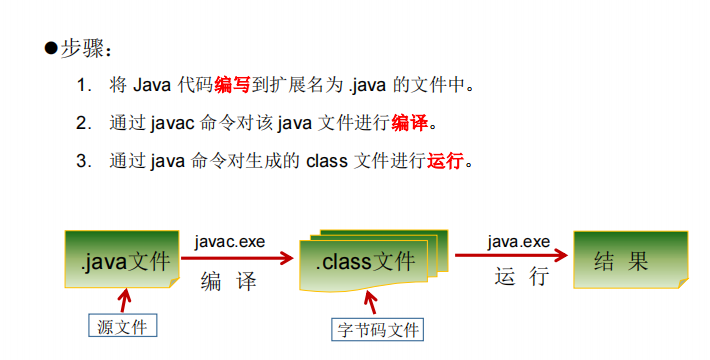 ●步骤：
1. 将 Java 代码编写到扩展名为 .java 的文件中。
2. 通过 javac 命令对该 java 文件进行编译。
3. 通过 java 命令对生成的 class 文件进行运行。
.java文件
javac.exe
编 译
.class文件
java.exe
运 行
结 果
源文件
字节码文件